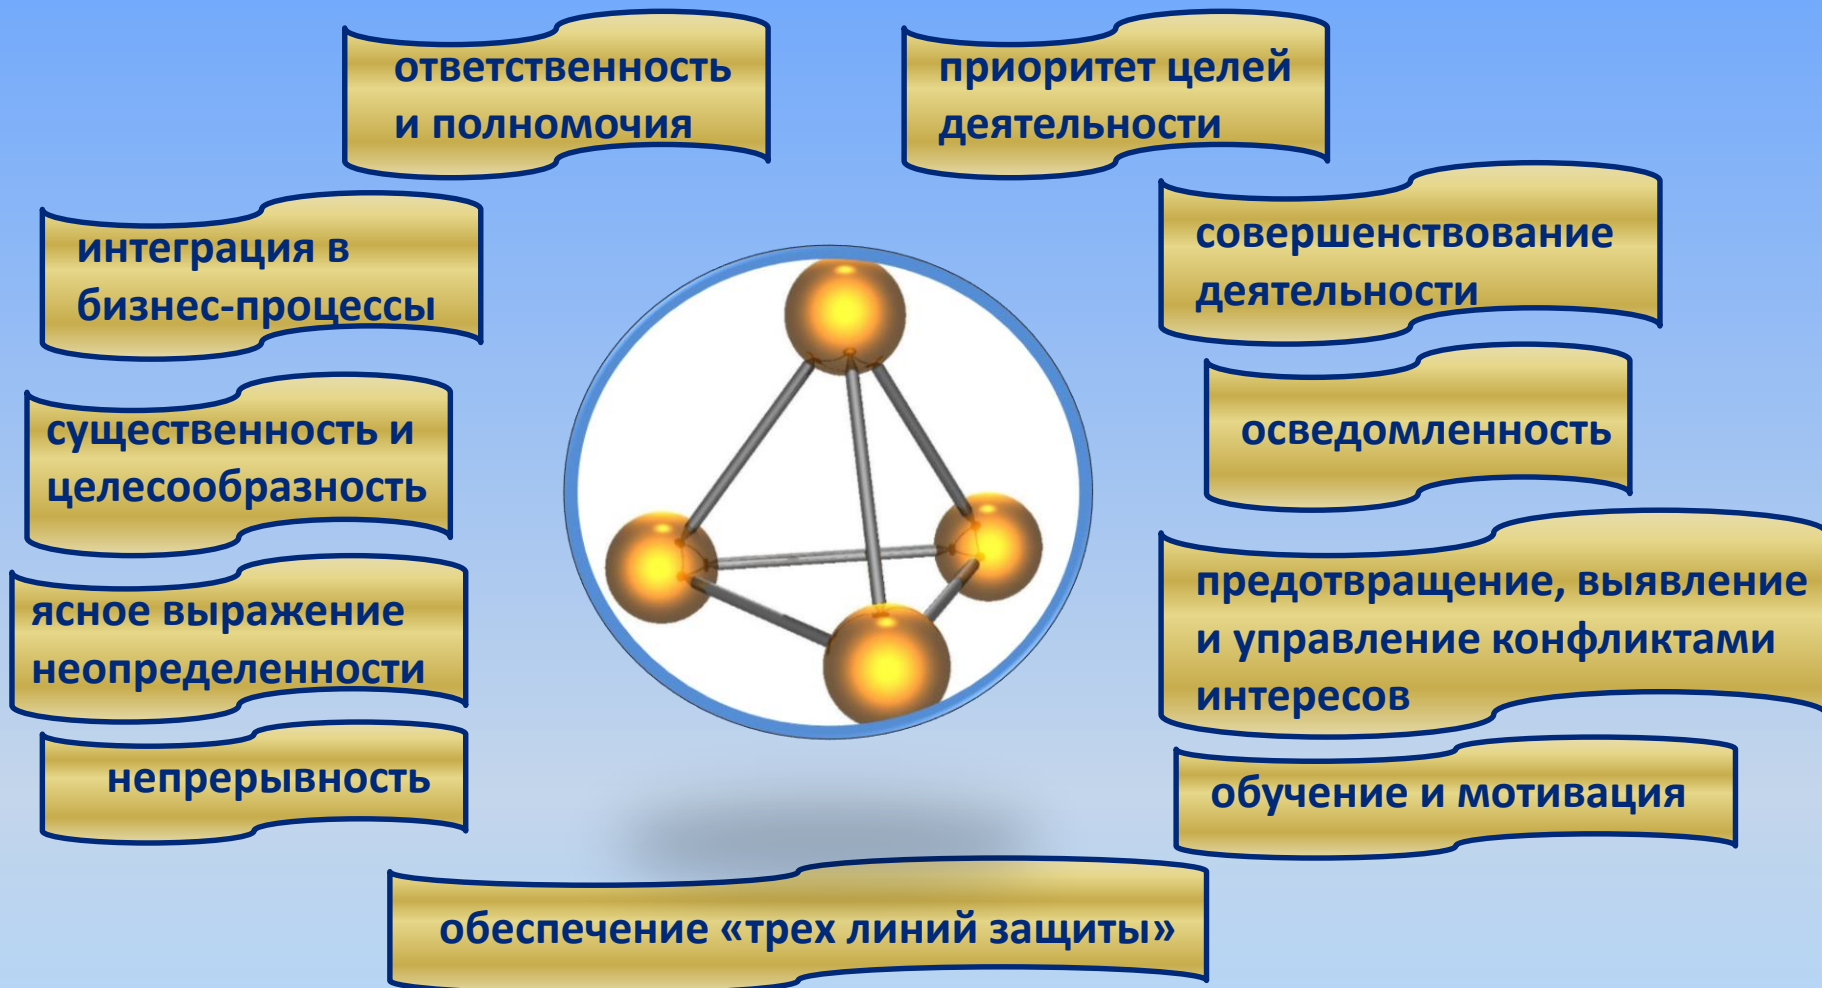 ответственность
и полномочия
приоритет целей
деятельности
интеграция в
бизнес-процессы
совершенствование
деятельности
существенность и
целесообразность
осведомленность
ясное выражение
неопределенности
предотвращение, выявление
и управление конфликтами
интересов
непрерывность
обучение и мотивация
обеспечение «трех линий защиты»